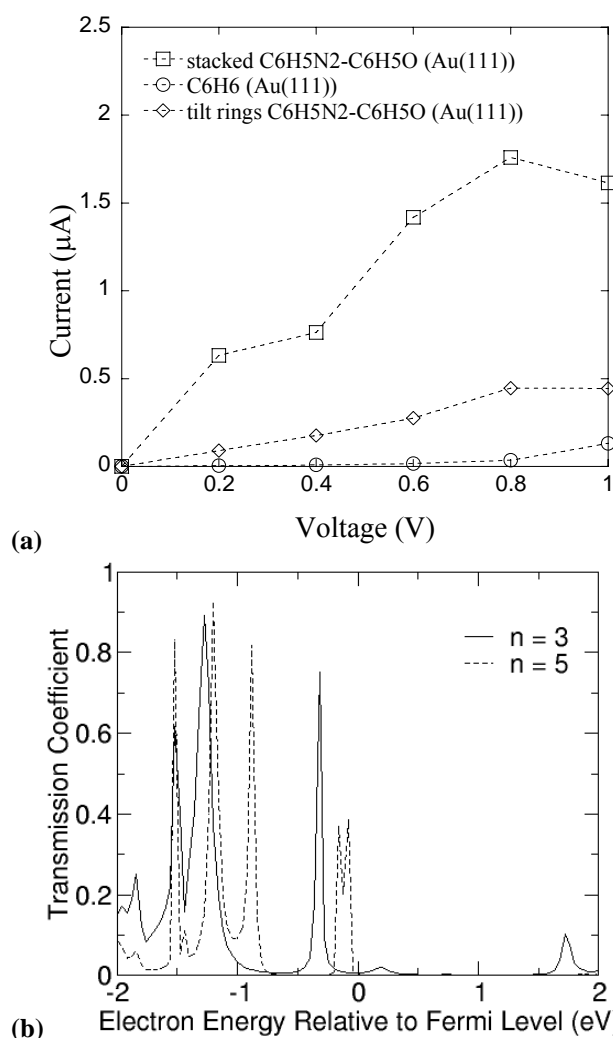 2.5
2
1.5
1
0.5
0
Current (μA)
stacked C6H5N2-C6H5O (Au(111))
C6H6 (Au(111))
tilt rings C6H5N2-C6H5O (Au(111))
0 0.2 0.4 0.6 0.8 1
Voltage (V)
(a)
1
0.8
0.6
0.4
0.2
0
Transmission Coefficient
n = 3
n = 5
-2 -1 0 1 2
Electron Energy Relative to Fermi Level (eV
(b)